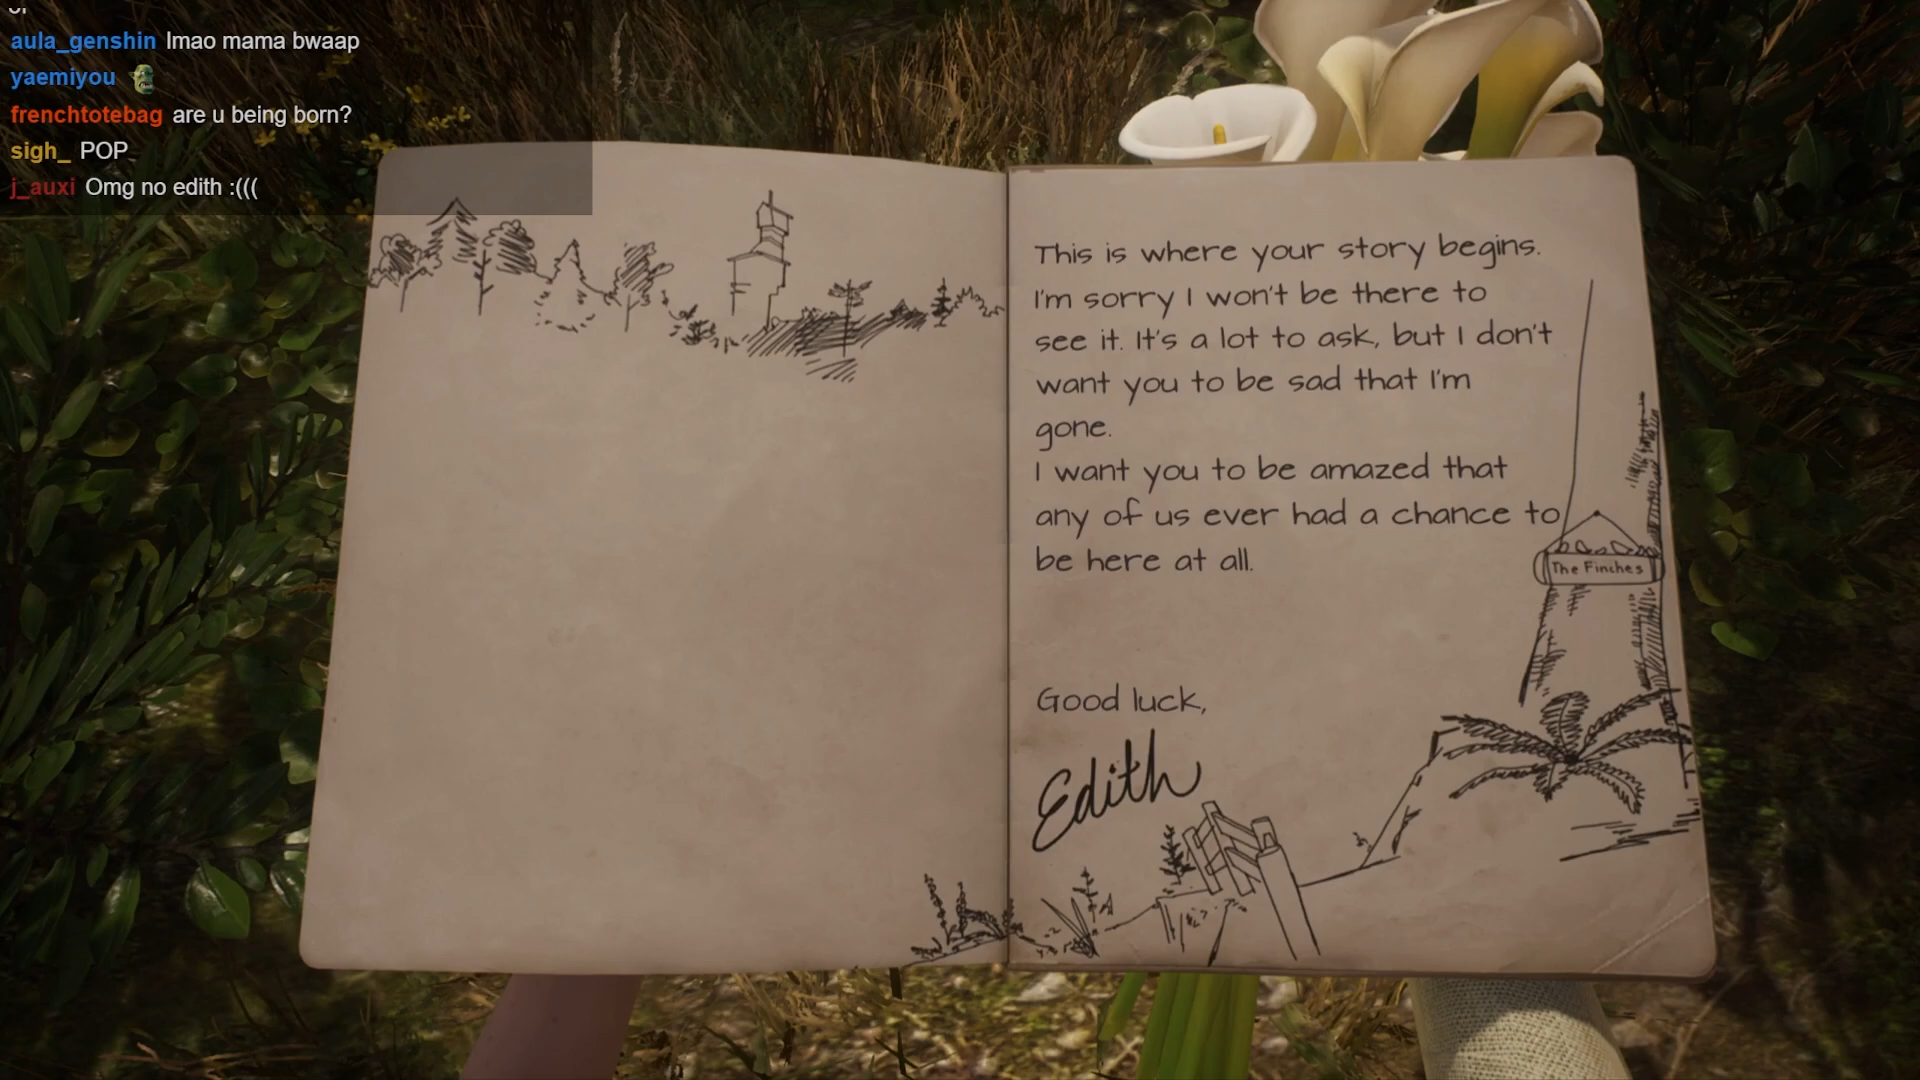 aula_genshin lmao mama bwaap
yaemiyou
frenchtotebag are u being born?
sigh_ POP
j_auxi Omg no edith :(((
This is where your story begins.
I'm sorry I won't be there to
see it. It's a lot to ask, but I don't
want you to be sad that I'm
gone.
I want you to be amazed that
any of us ever had a chance to
be here at all.
The Finches
Good luck,
Edith